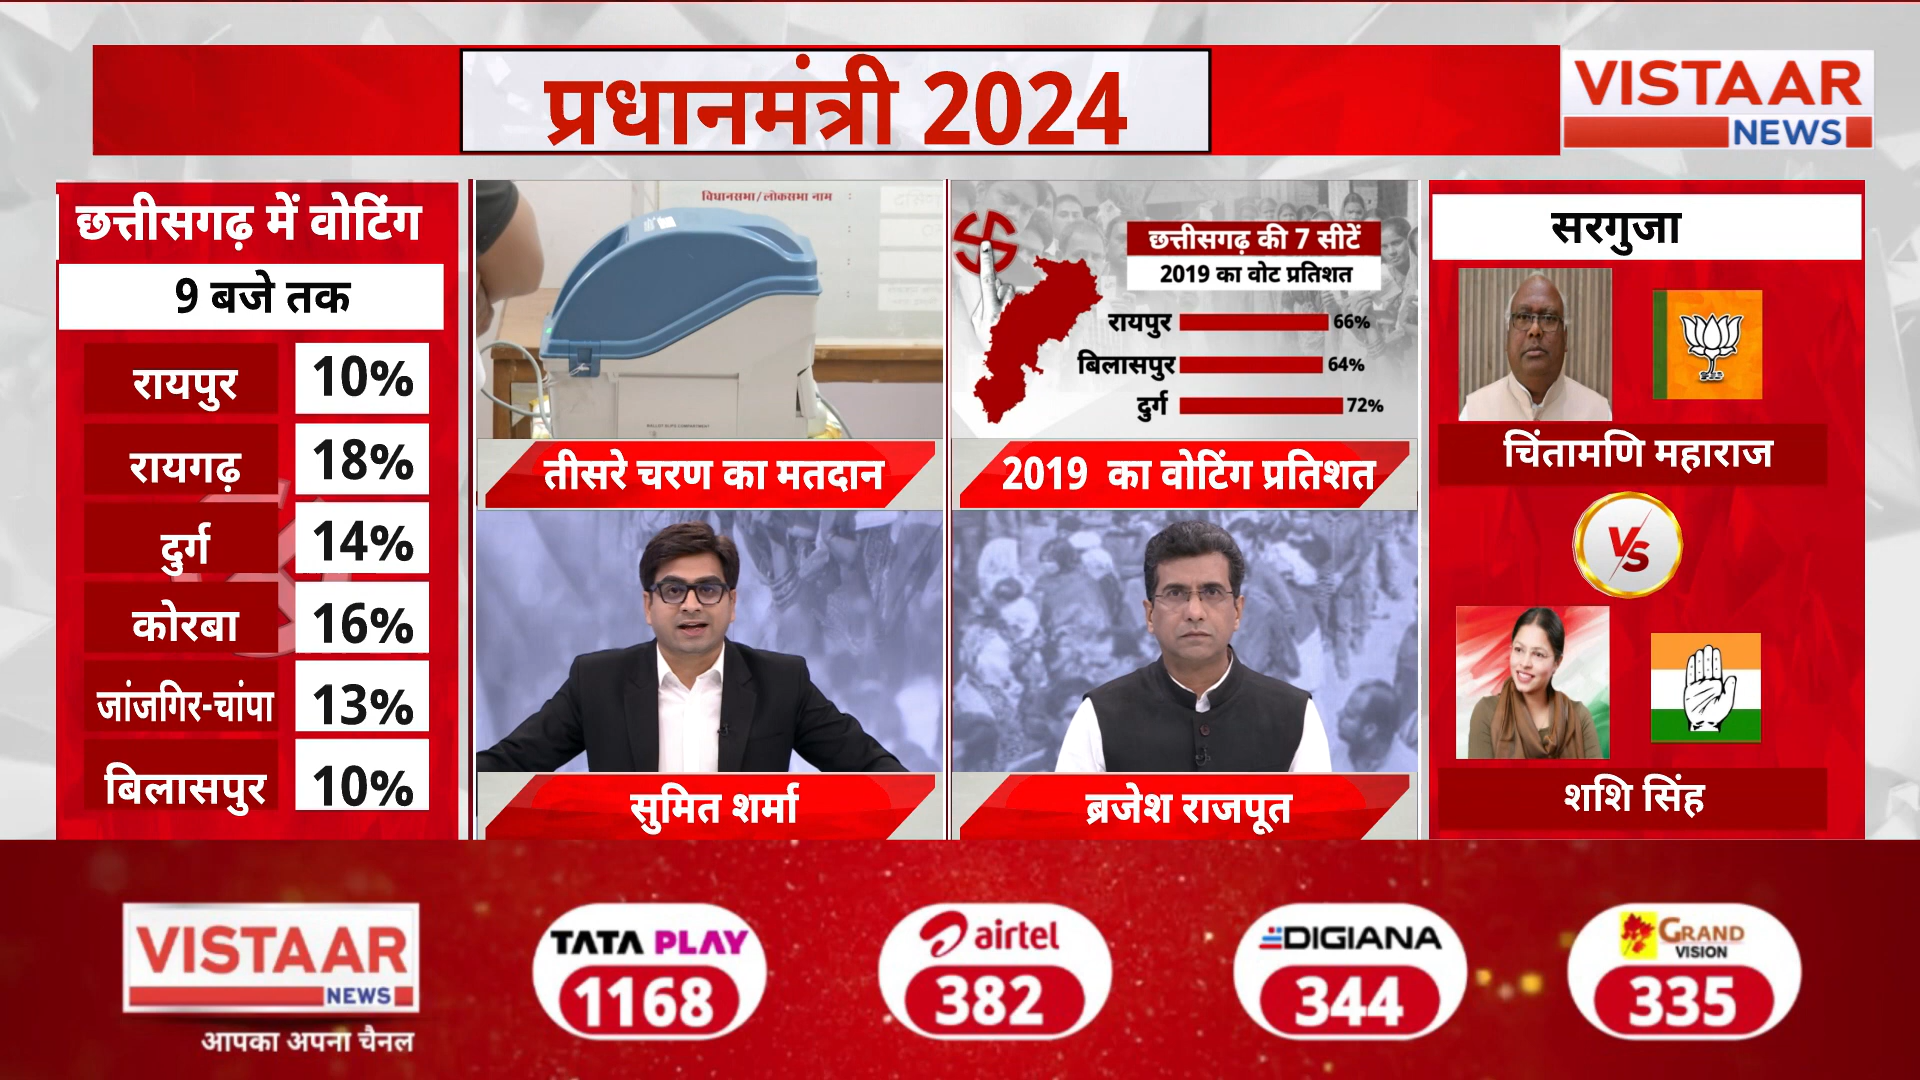 प्रधानमंत्री 2024
VISTAAR
NEWS
छत्तीसगढ़ में वोटिंग
9 बजे तक
रायपुर 10%
रायगढ़ 18%
दुर्ग 14%
कोरबा 16%
जांजगिर-चांपा 13%
बिलासपुर 10%
विधानसभा/लोकसभा नाम :
तीसरे चरण का मतदान
छत्तीसगढ़ की 7 सीटें
2019 का वोट प्रतिशत
रायपुर 66%
बिलासपुर 64%
दुर्ग 72%
2019 का वोटिंग प्रतिशत
सुमित शर्मा
ब्रजेश राजपूत
सरगुजा
चिंतामणि महाराज
VS
शशि सिंह
VISTAAR
NEWS
आपका अपना चैनल
TATA PLAY
1168
airtel
382
DIGIANA
344
GRAND
VISION
335